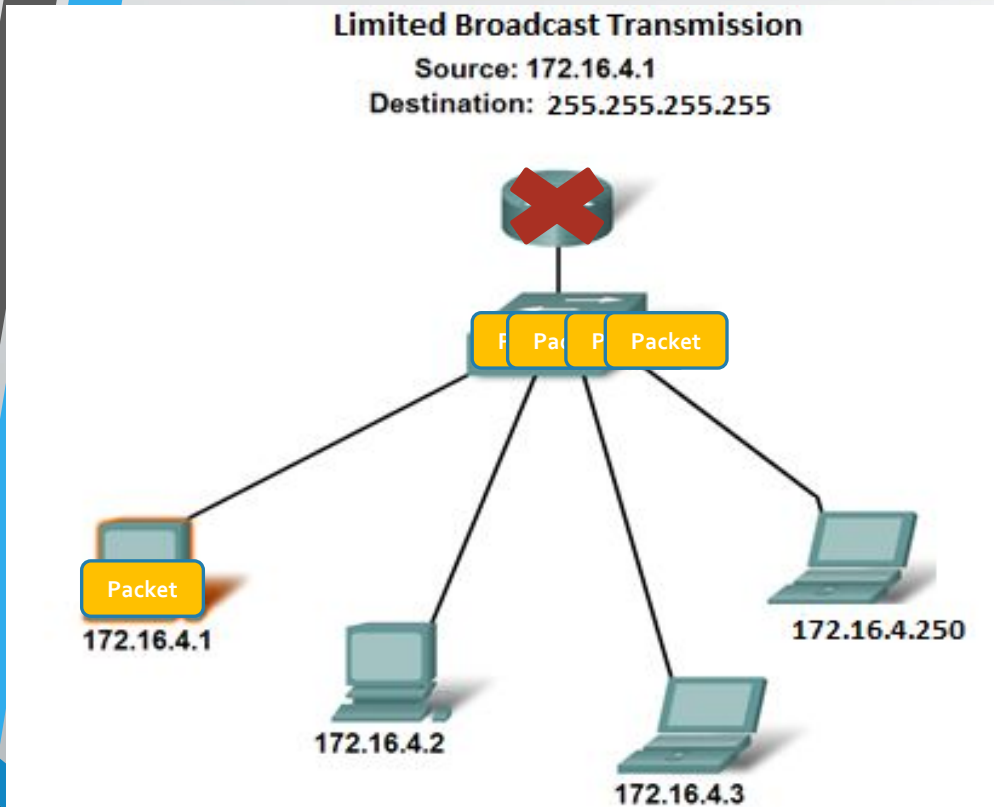 Limited Broadcast Transmission
Source: 172.16.4.1
Destination: 255.255.255.255
P Pac P Packet
Packet
172.16.4.1
172.16.4.250
172.16.4.2
172.16.4.3